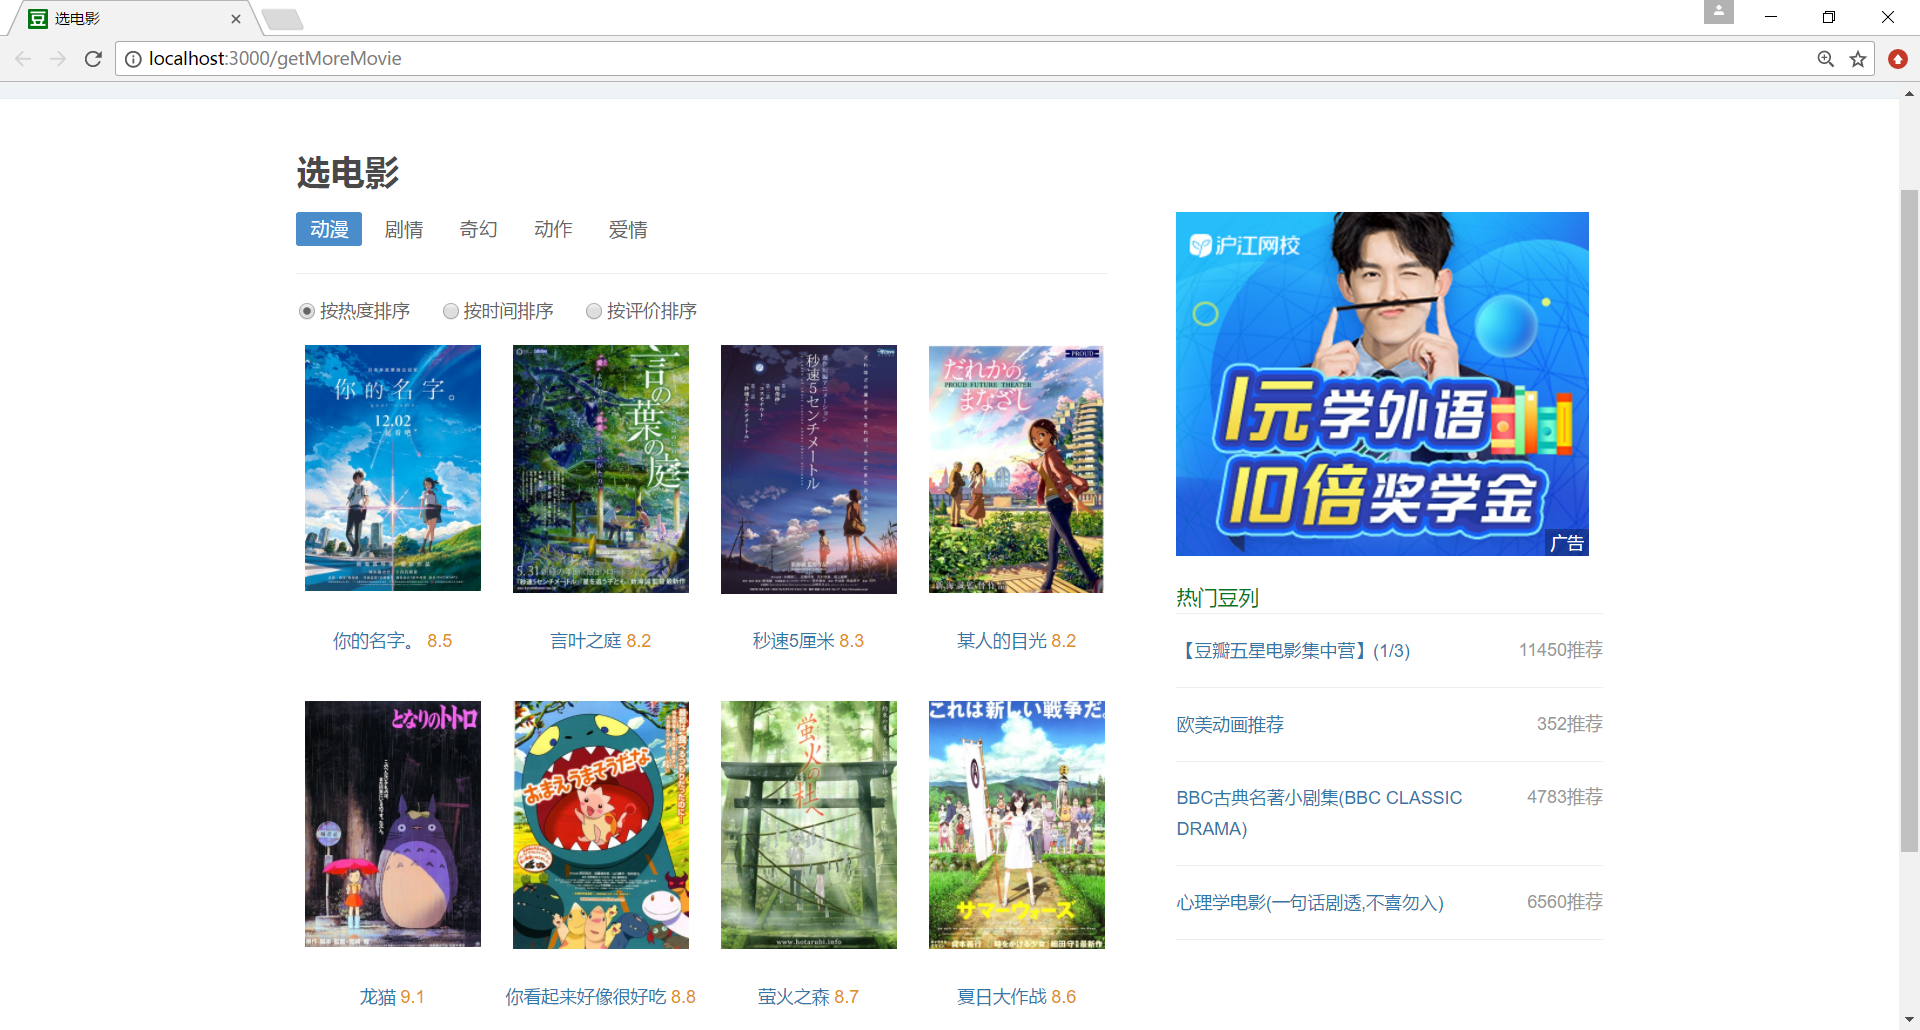 豆 选电影
localhost:3000/getMoreMovie
选电影
动漫 剧情 奇幻 动作 爱情
按热度排序 按时间排序 按评价排序
你的名字。
12.02
言の葉の庭
5.31
秒速5センチメートル
PROUD
だれかの
PROUD FUTURE THEATER
まなざし
你的名字。 8.5
言叶之庭 8.2
秒速5厘米 8.3
某人的目光 8.2
となりのトトロ
おまえうまそうだな
蛍火の杜へ
www.hotarubi.info
これは新しい戦争だ。
サマーウォーズ
龙猫 9.1
你看起来好像很好吃 8.8
萤火之森 8.7
夏日大作战 8.6
沪江网校
1元学外语
10倍奖学金
广告
热门豆列
【豆瓣五星电影集中营】(1/3) 11450推荐
欧美动画推荐 352推荐
BBC古典名著小剧集(BBC CLASSIC 4783推荐
DRAMA)
心理学电影(一句话剧透,不喜勿入) 6560推荐